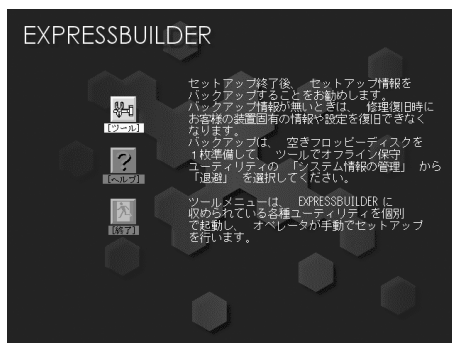 EXPRESSBUILDER
セットアップ終了後、 セットアップ情報を
バックアップすることをお勧めします。
バックアップ情報が無いときは、 修理復旧時に
お客様の装置固有の情報や設定を復旧できなく
なります。
バックアップは、 空きフロッピーディスクを
1枚準備して、 ツールでオフライン保守
ユーティリティの 「システム情報の管理」 から
「退避」 を選択してください。
[ツール]
[ヘルプ]
ツールメニューは、 EXPRESSBUILDER に
収められている各種ユーティリティを個別
で起動し、 オペレータが手動でセットアップ
を行います。
[終了]